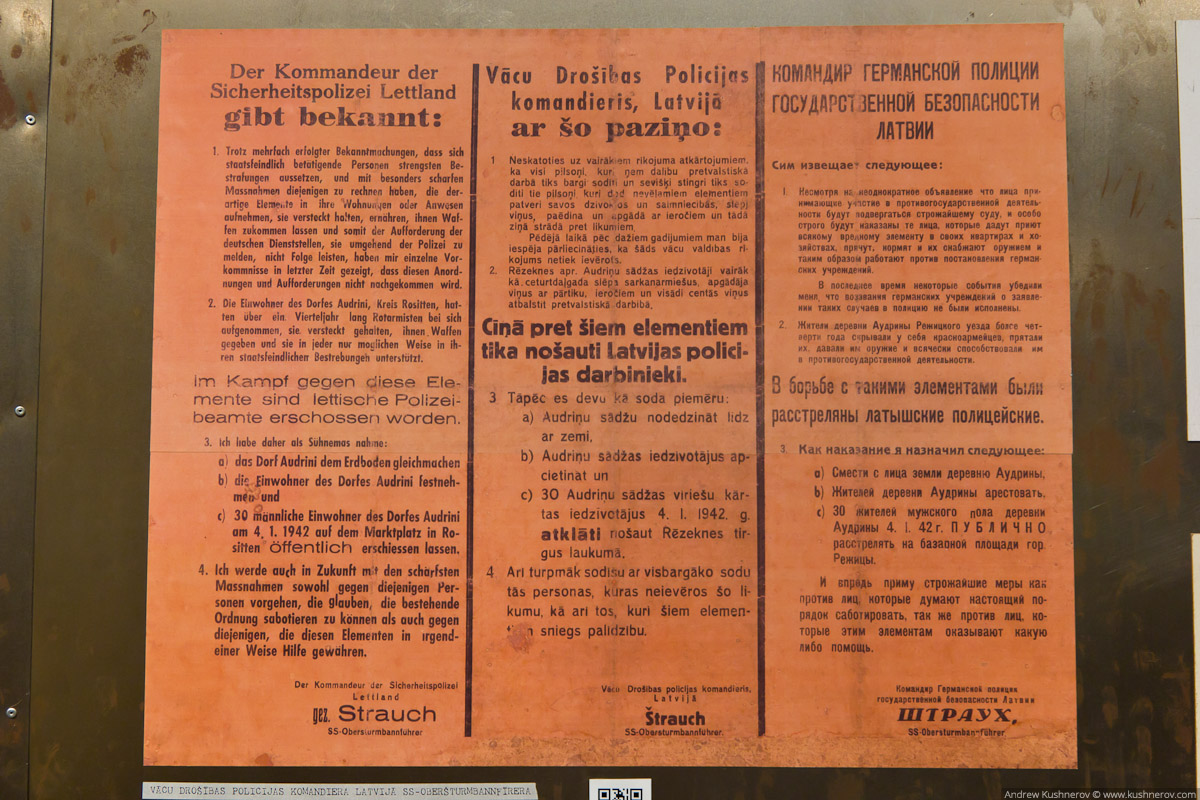 Der Kommandeur der
Sicherheitspolizei Lettland
gibt bekannt:
1. Trotz mehrfach erfolgter Bekanntmachungen, dass sich
staatsfeindlich betätigende Personen strengsten Be-
strafungen aussetzen, und mit besonders scharfen
Massnahmen diejenigen zu rechnen haben, die der-
artige Elemente in ihre Wohnungen oder Anwesen
aufnehmen, sie versteckt halten, ernähren, ihnen Waf-
fen zukommen lassen und somit der Aufforderung der
deutschen Dienststellen, sie umgehend der Polizei zu
melden, nicht Folge leisten, haben mir einzelne Vor-
kommnisse in letzter Zeit gezeigt, dass diesen Anord-
nungen und Aufforderungen nicht nachgekommen wird.
2. Die Einwohner des Dorfes Audrini, Kreis Rositten, hat-
ten über ein Vierteljahr lang Rotarmisten bei sich
aufgenommen, sie versteckt gehalten, ihnen Waffen
gegeben und sie in jeder nur moglichen Weise in ih-
ren staatsfeindlichen Bestrebungen unterstützt.
Im Kampf gegen diese Ele-
mente sind lettische Polizei-
beamte erschossen worden.
3. Ich habe daher als Sühnemasnahme:
a) das Dorf Audrini dem Erdboden gleichmachen
b) die Einwohner des Dorfes Audrini festneh-
men und
c) 30 männliche Einwohner des Dorfes Audrini
am 4. 1. 1942 auf dem Marktplatz in Ro-
sitten öffentlich erschiessen lassen.
4. Ich werde auch in Zukunft mit den schärfsten
Massnahmen sowohl gegen diejenigen Per-
sonen vorgehen, die glauben, die bestehende
Ordnung sabotieren zu können als auch gegen
diejenigen, die diesen Elementen in irgend-
einer Weise Hilfe gewähren.
Der Kommandeur der Sicherheitspolizei
Lettland
gez. Strauch
SS-Obersturmbannführer
Vācu Drošības Policijas
komandieris, Latvijā
ar šo paziņo:
1 Neskatoties uz vairākiem rīkojuma atkārtojumiem,
ka visi pilsoņi, kuri ņem dalību pretvalstiskā
darbā tiks bargi sodīti un sevišķi stingri tiks so-
dīti tie pilsoņi kuri dod nevēlamiem elementiem
patveri savos dzīvokļos un saimniecībās, slēpj
viņus, paēdina un apgādā ar ieročiem un tādā
ziņā strādā pret likumiem
Pēdējā laikā pēc dažiem gadījumiem man bija
iespēja pārliecināties, ka šāds vācu valdības rī-
kojums netiek ievērots.
2. Rēzeknes apr. Audriņu sādžas iedzīvotāji vairāk
kā ceturtdaļgada slēpa sarkanarmiešus, apgādāja
viņus ar pārtiku, ieročiem un visādi centās viņus
atbalstīt pretvalstiskā darbībā.
Cīņā pret šiem elementiem
tika nošauti Latvijas polici-
jas darbinieki.
3 Tāpēc es devu kā soda piemēru:
a) Audriņu sādžu nodedzināt līdz
ar zemi,
b) Audriņu sādžas iedzīvotājus ap-
cietināt un
c) 30 Audriņu sādžas vīriešu kār-
tas iedzīvotājus 4. 1. 1942. g.
atklāti nošaut Rēzeknes tir-
gus laukumā.
4 Arī turpmāk sodīšu ar visbargāko sodu
tās personas, kuras neievēros šo li-
kumu, kā arī tos, kuri šiem elemen-
sniegs palīdzību.
Vācu Drošības policijas komandieris,
Latvijā
Štrauch
SS-Obersturmbannführer.
КОМАНДИР ГЕРМАНСКОЙ ПОЛИЦИИ
ГОСУДАРСТВЕННОЙ БЕЗОПАСНОСТИ
ЛАТВИИ
Сим извещает следующее:
1. Несмотря на неоднократное объявление что лица при-
нимающее участие в противогосударственной деятель-
ности будут подвергаться строжайшему суду, и особо
строго будут наказаны те лица, которые дадут приют
всякому вредному элементу в своих квартирах и хо-
зяйствах, прячут, кормят и их снабжают оружием и
таким образом работают против постановления герман-
ских учреждений.
В последнее время некоторые события убедили
меня, что воззвания германских учреждений о заявле-
нии таких случаев в полицию не были исполнены.
2. Жители деревни Аудрины Режицкого уезда более чет-
верти года скрывали у себя красноармейцев, прятали
их, давали им оружие и всячески способствовали им
в противогосударственной деятельности.
В борьбе с такими элементами были
расстреляны латышские полицейские.
3. Как наказание я назначил следующее:
a) Смести с лица земли деревню Аудрины,
b) Жителей деревни Аудрины арестовать,
c) 30 жителей мужского пола деревни
Аудрины 4. I. 42 г. ПУБЛИЧНО
расстрелять на базарной площади гор
Режицы.
И впредь приму строжайшие меры как
против лиц, которые думают настоящий по-
рядок саботировать, так же против лиц, ко-
торые этим элементам оказывают какую
либо помощь.
Командир Германской полиции
государственной безопасности Латвии
ШТРАУХ,
SS-Obersturmban-führer
VĀCU DROŠĪBAS POLICIJAS KOMANDIERA LATVIJĀ SS-OBERŠTURMBANNFĪRERA
Andrew Kushnerov © www.kushnerov.com